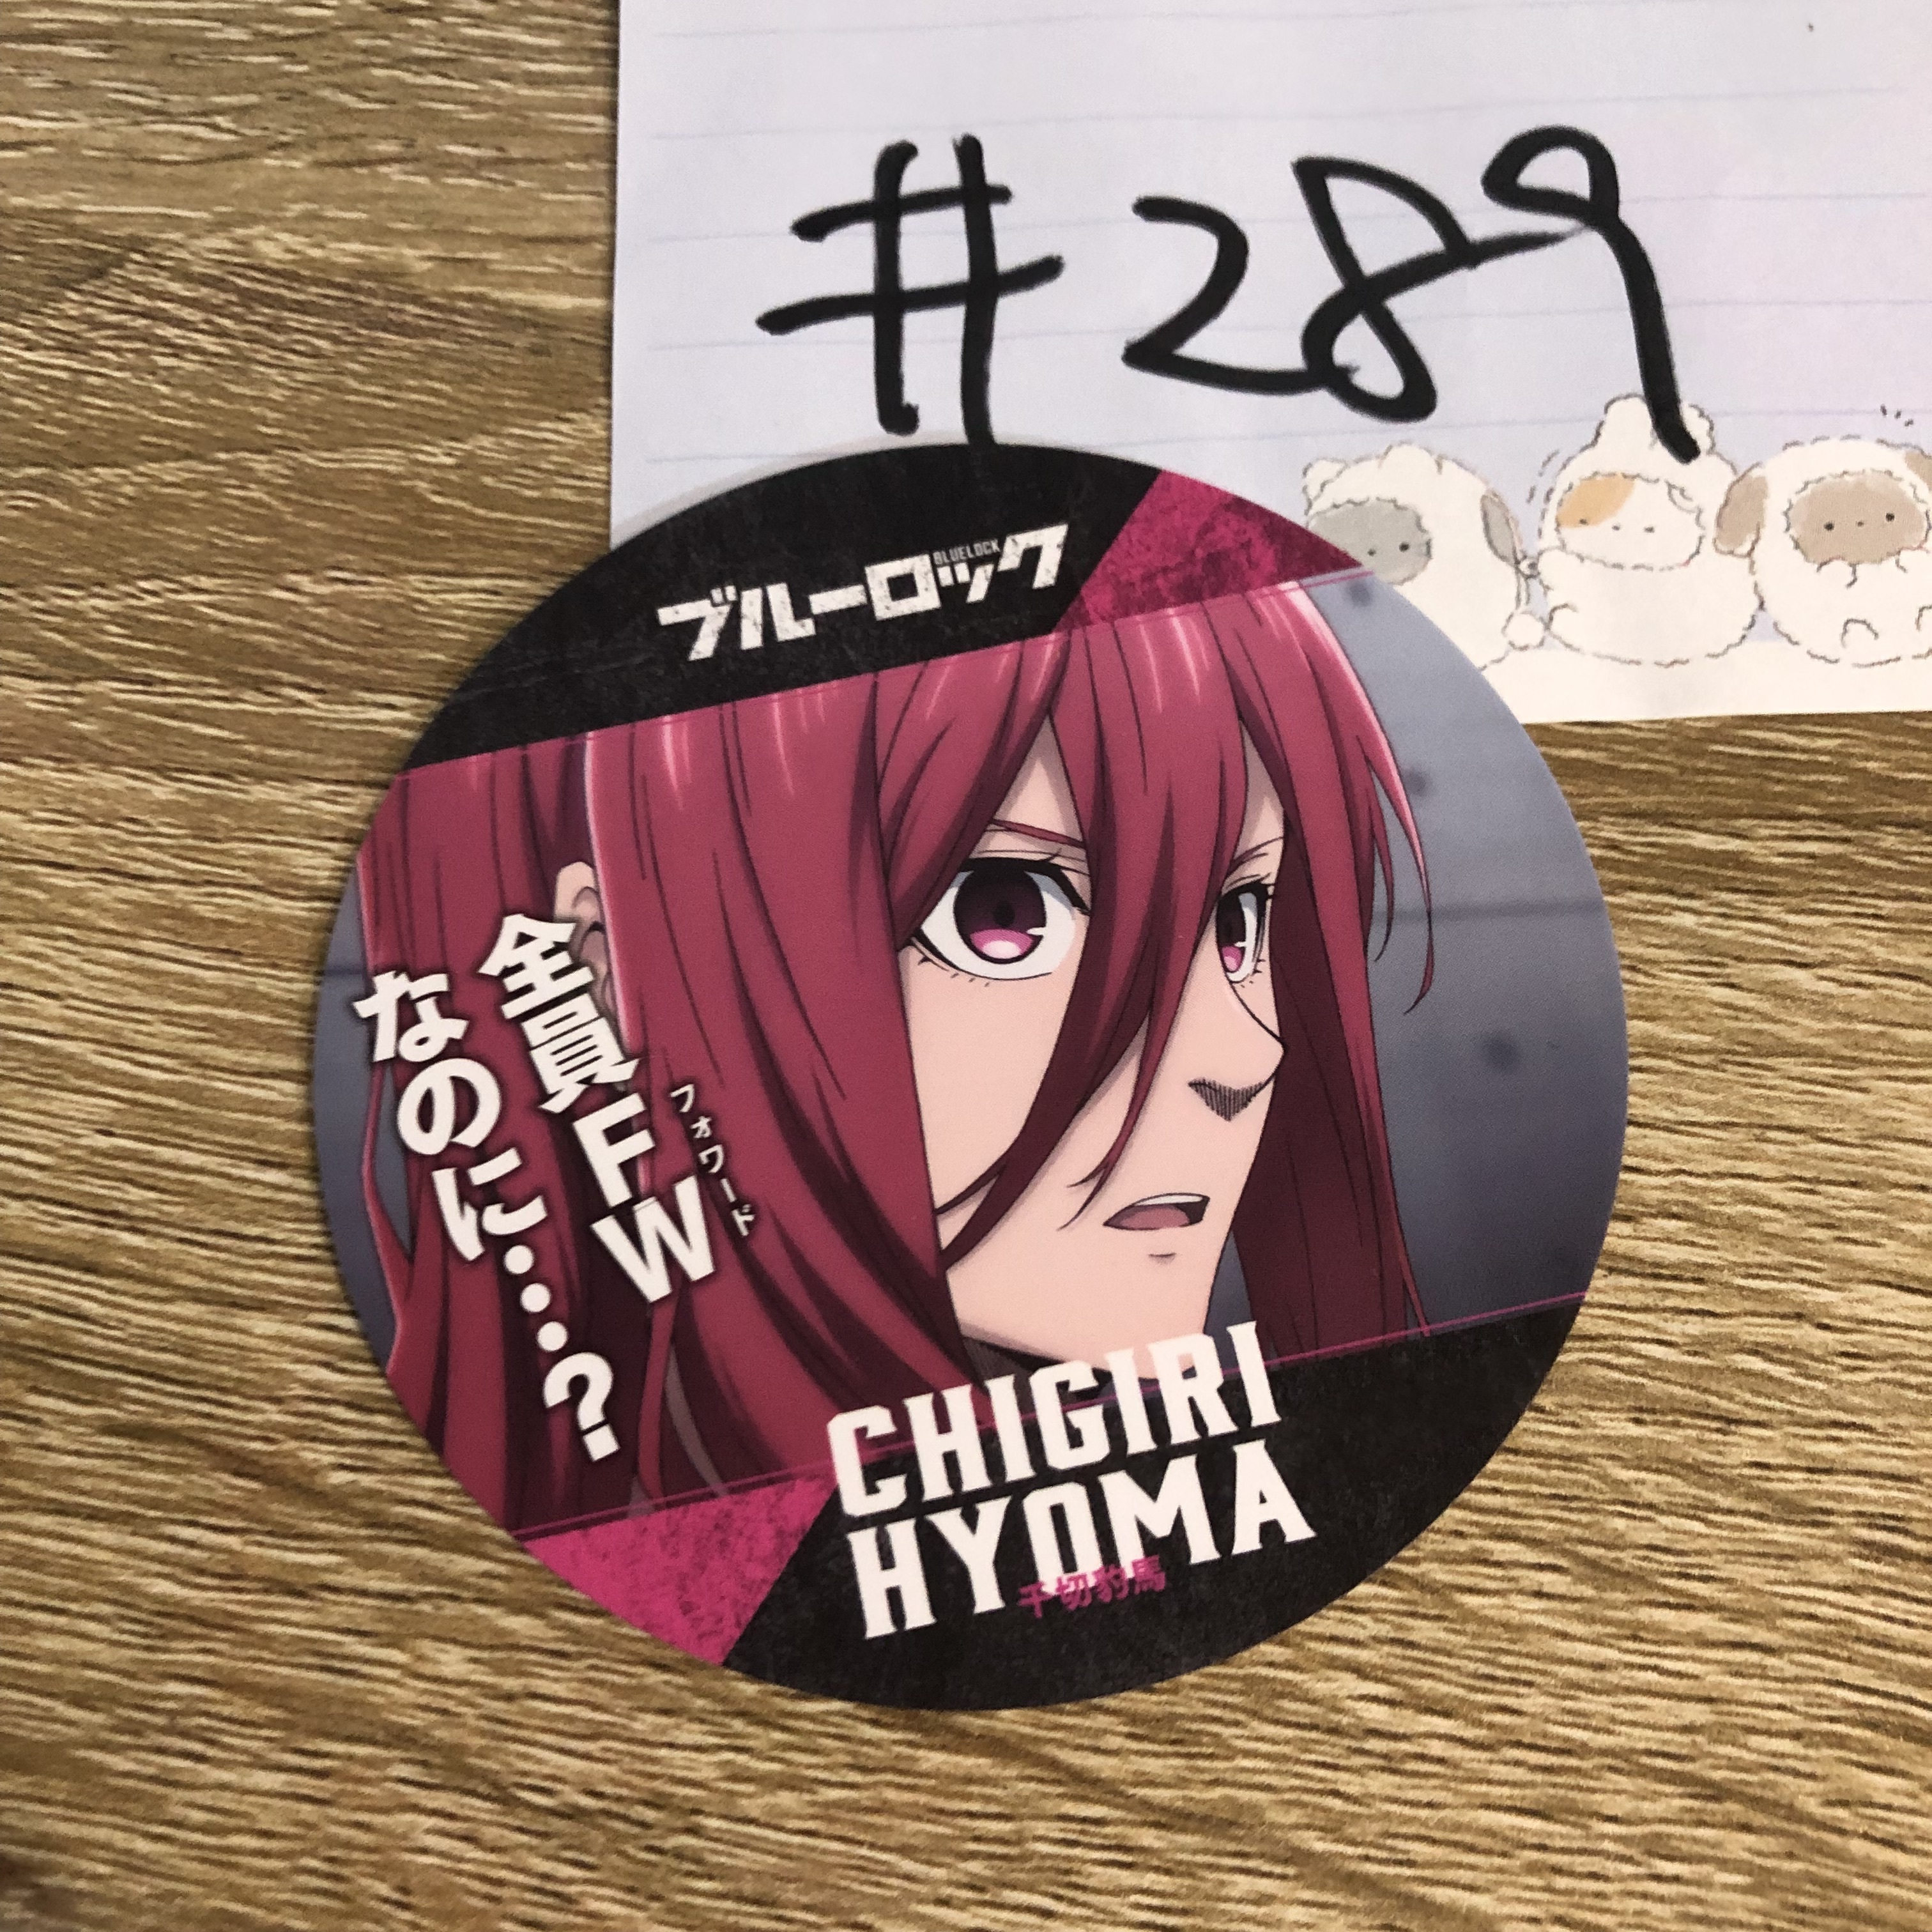 #289
BLUELOCK
ブルーロック
全員FW
フォワード
なのに…?
CHIGIRI
HYOMA
千切豹馬